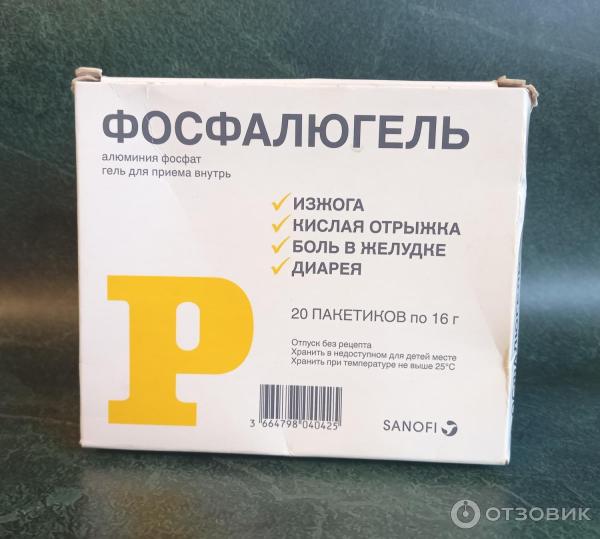 ФОСФАЛЮГЕЛЬ
алюминия фосфат
гель для приема внутрь
ИЗЖОГА
КИСЛАЯ ОТРЫЖКА
БОЛЬ В ЖЕЛУДКЕ
ДИАРЕЯ
P
20 ПАКЕТИКОВ по 16 г
Отпуск без рецепта
Хранить в недоступном для детей месте
Хранить при температуре не выше 25°C
3 664798 040425
SANOFI
ОТЗОВИК